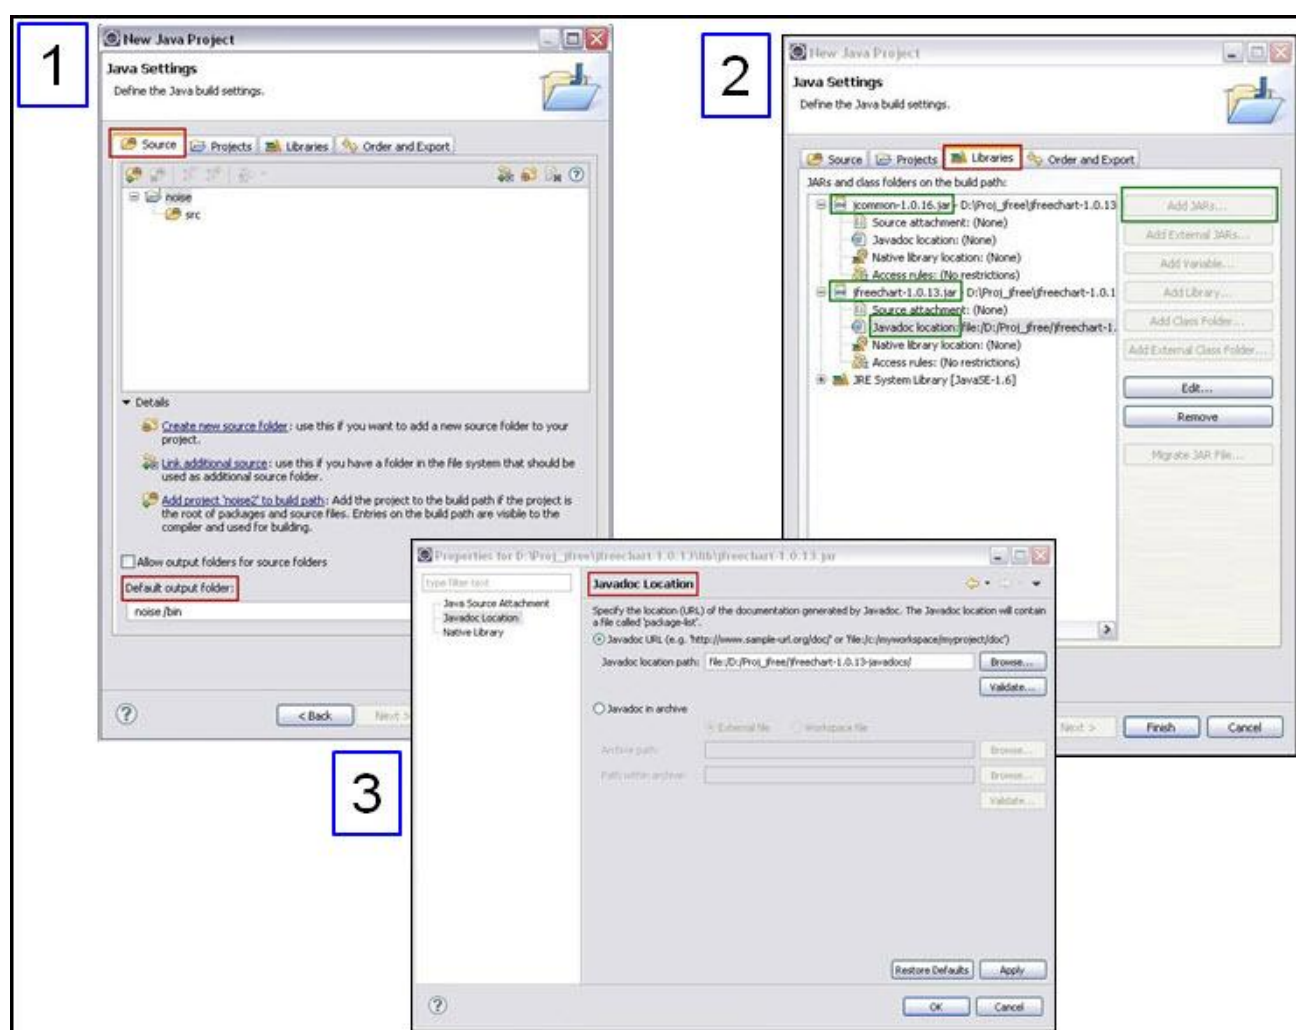 1
New Java Project
Java Settings
Define the Java build settings.
Source
Projects
Libraries
Order and Export
noise
src
Details
Create new source folder: use this if you want to add a new source folder to your
project.
Link additional source: use this if you have a folder in the file system that should be
used as additional source folder.
Add project 'noise2' to build path: Add the project to the build path if the project is
the root of packages and source files. Entries on the build path are visible to the
compiler and used for building.
Allow output folders for source folders
Default output folder:
noise/bin
?
< Back
Next >
2
New Java Project
Java Settings
Define the Java build settings.
Source
Projects
Libraries
Order and Export
JARs and class folders on the build path:
jcommon-1.0.16.jar - D:\Proj_jfree\jfreechart-1.0.13
Source attachment: (None)
Javadoc location: (None)
Native library location: (None)
Access rules: (No restrictions)
jfreechart-1.0.13.jar - D:\Proj_jfree\jfreechart-1.0.1
Source attachment: (None)
Javadoc location: file:/D:/Proj_jfree/jfreechart-1.
Native library location: (None)
Access rules: (No restrictions)
JRE System Library [JavaSE-1.6]
Add JARs...
Add External JARs...
Add Variable...
Add Library...
Add Class Folder...
Add External Class Folder...
Edit...
Remove
Migrate JAR File...
Next >
Finish
Cancel
3
Properties for D:\Proj_jfree\jfreechart-1.0.13\lib\jfreechart-1.0.13.jar
type filter text
Java Source Attachment
Javadoc Location
Native Library
Javadoc Location
Specify the location (URL) of the documentation generated by Javadoc. The Javadoc location will contain
a file called 'package-list'.
Javadoc URL (e.g. 'http://www.sample-url.org/doc/' or 'file:/c:/myworkspace/myproject/doc')
Javadoc location path: file:/D:/Proj_jfree/jfreechart-1.0.13-javadocs/ Browse...
Validate...
Javadoc in archive
External file
Workspace file
Archive path: Browse...
Path within archive: Browse...
Validate...
Restore Defaults
Apply
?
OK
Cancel